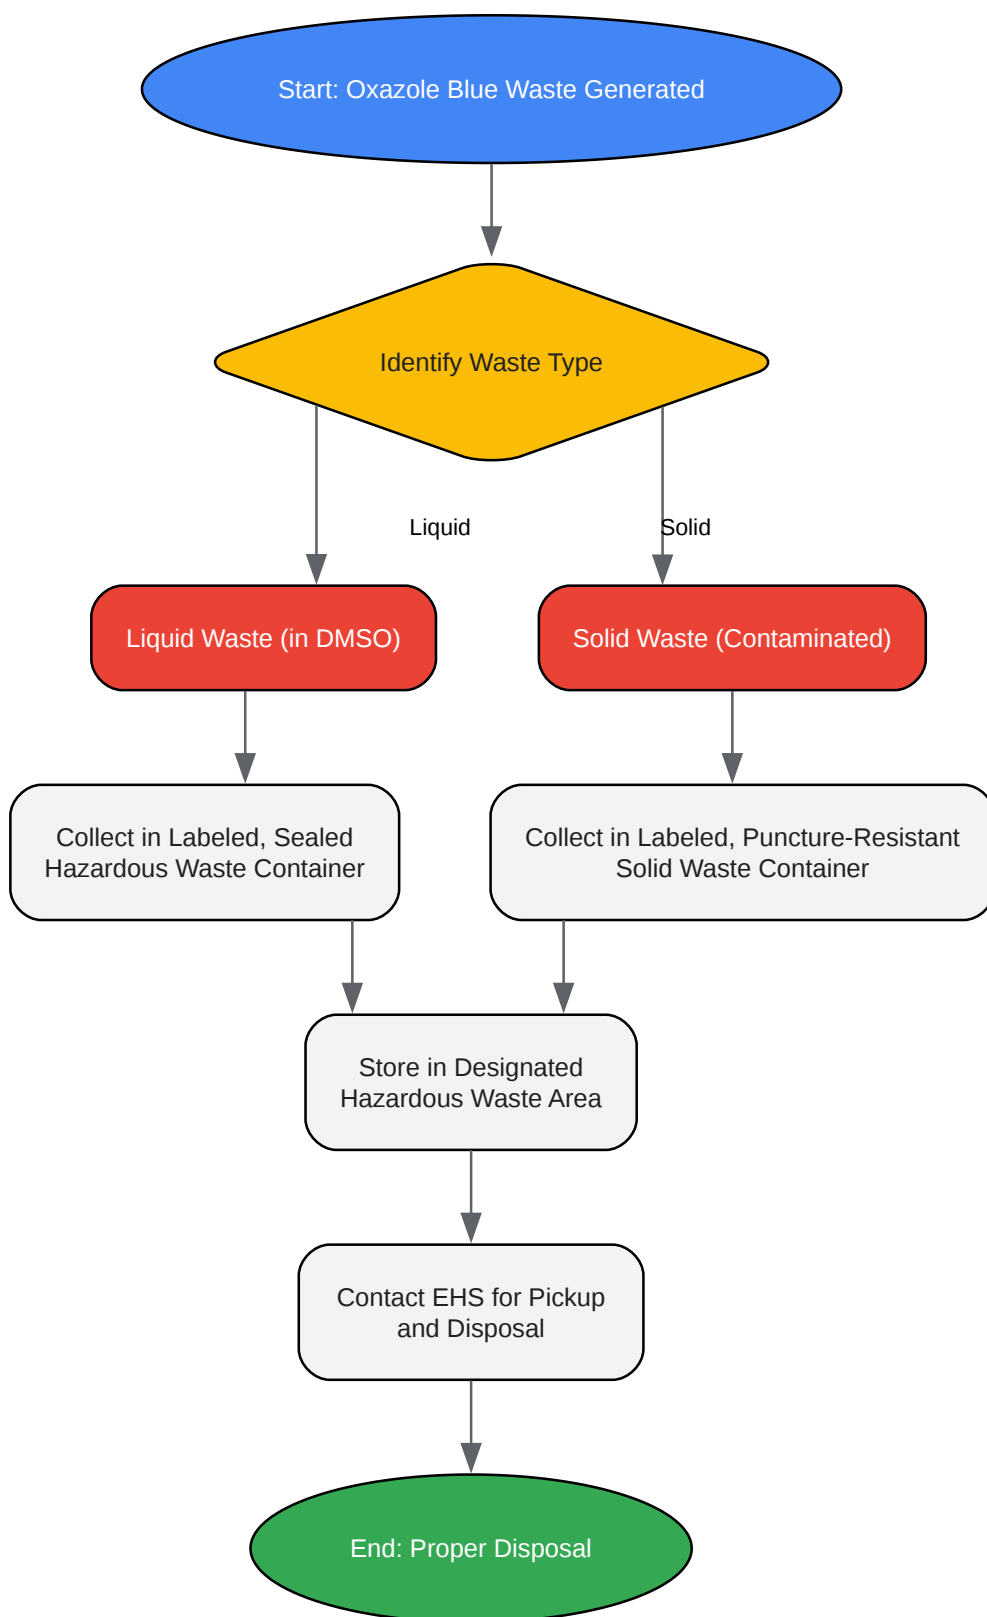 Start: Oxazole Blue Waste Generated
Identify Waste Type
Liquid
Solid
Liquid Waste (in DMSO)
Solid Waste (Contaminated)
Collect in Labeled, Sealed
Hazardous Waste Container
Collect in Labeled, Puncture-Resistant
Solid Waste Container
Store in Designated
Hazardous Waste Area
Contact EHS for Pickup
and Disposal
End: Proper Disposal